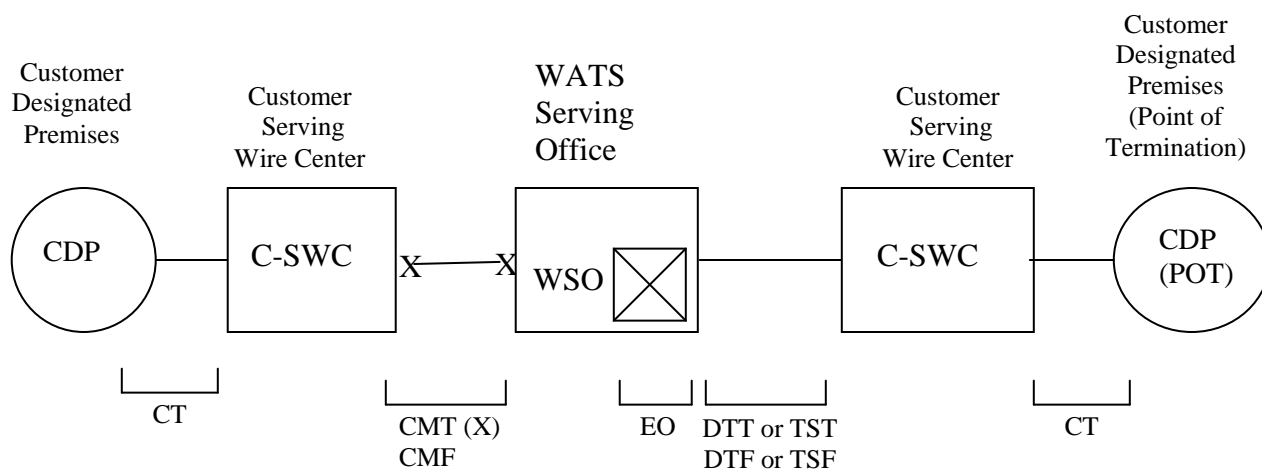 Customer
Designated
Premises
Customer
Serving
Wire Center
WATS
Serving
Office
Customer
Serving
Wire Center
Customer
Designated
Premises
(Point of
Termination)
CDP
C-SWC
X
X
WSO
C-SWC
CDP
(POT)
CT
CMT (X)
CMF
EO
DTT or TST
DTF or TSF
CT